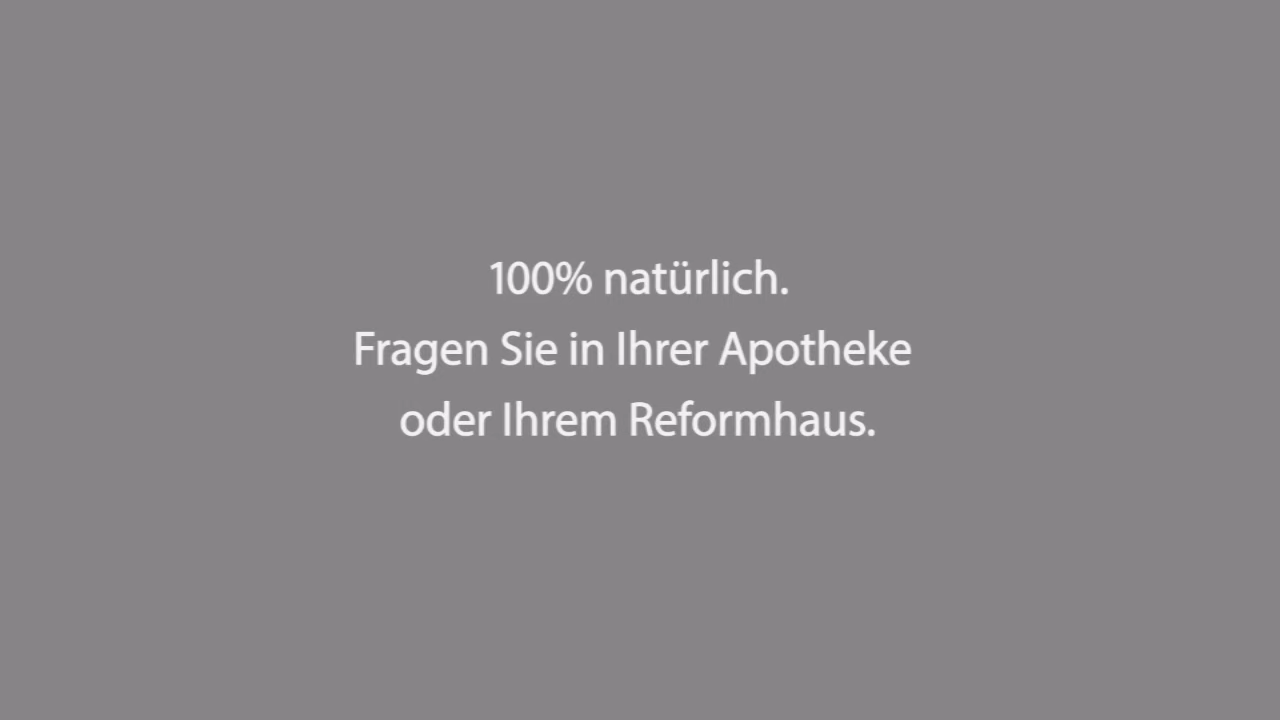 100% natürlich.
Fragen Sie in Ihrer Apotheke
oder Ihrem Reformhaus.